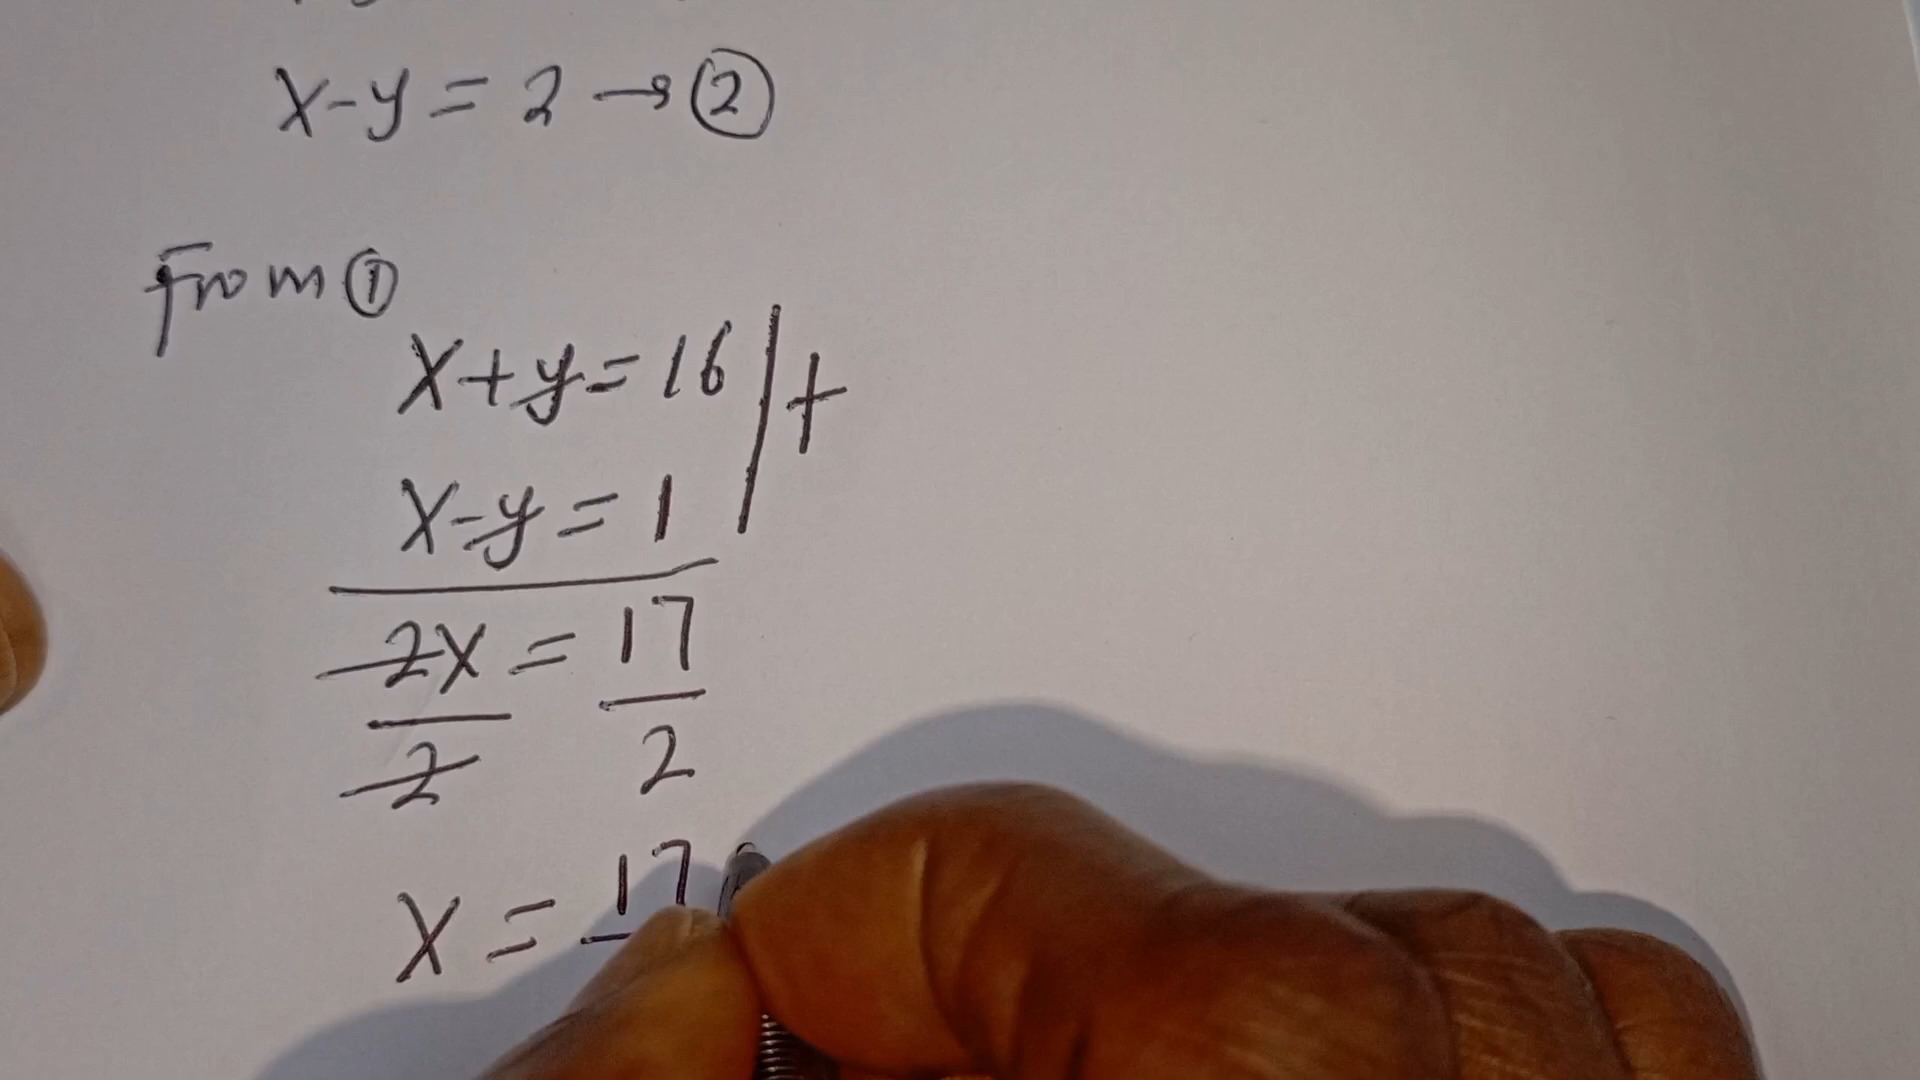 x-y = 2 → ②
From ①
x+y = 16 | +
x-y = 1
2x = 17
2 2
x = 17